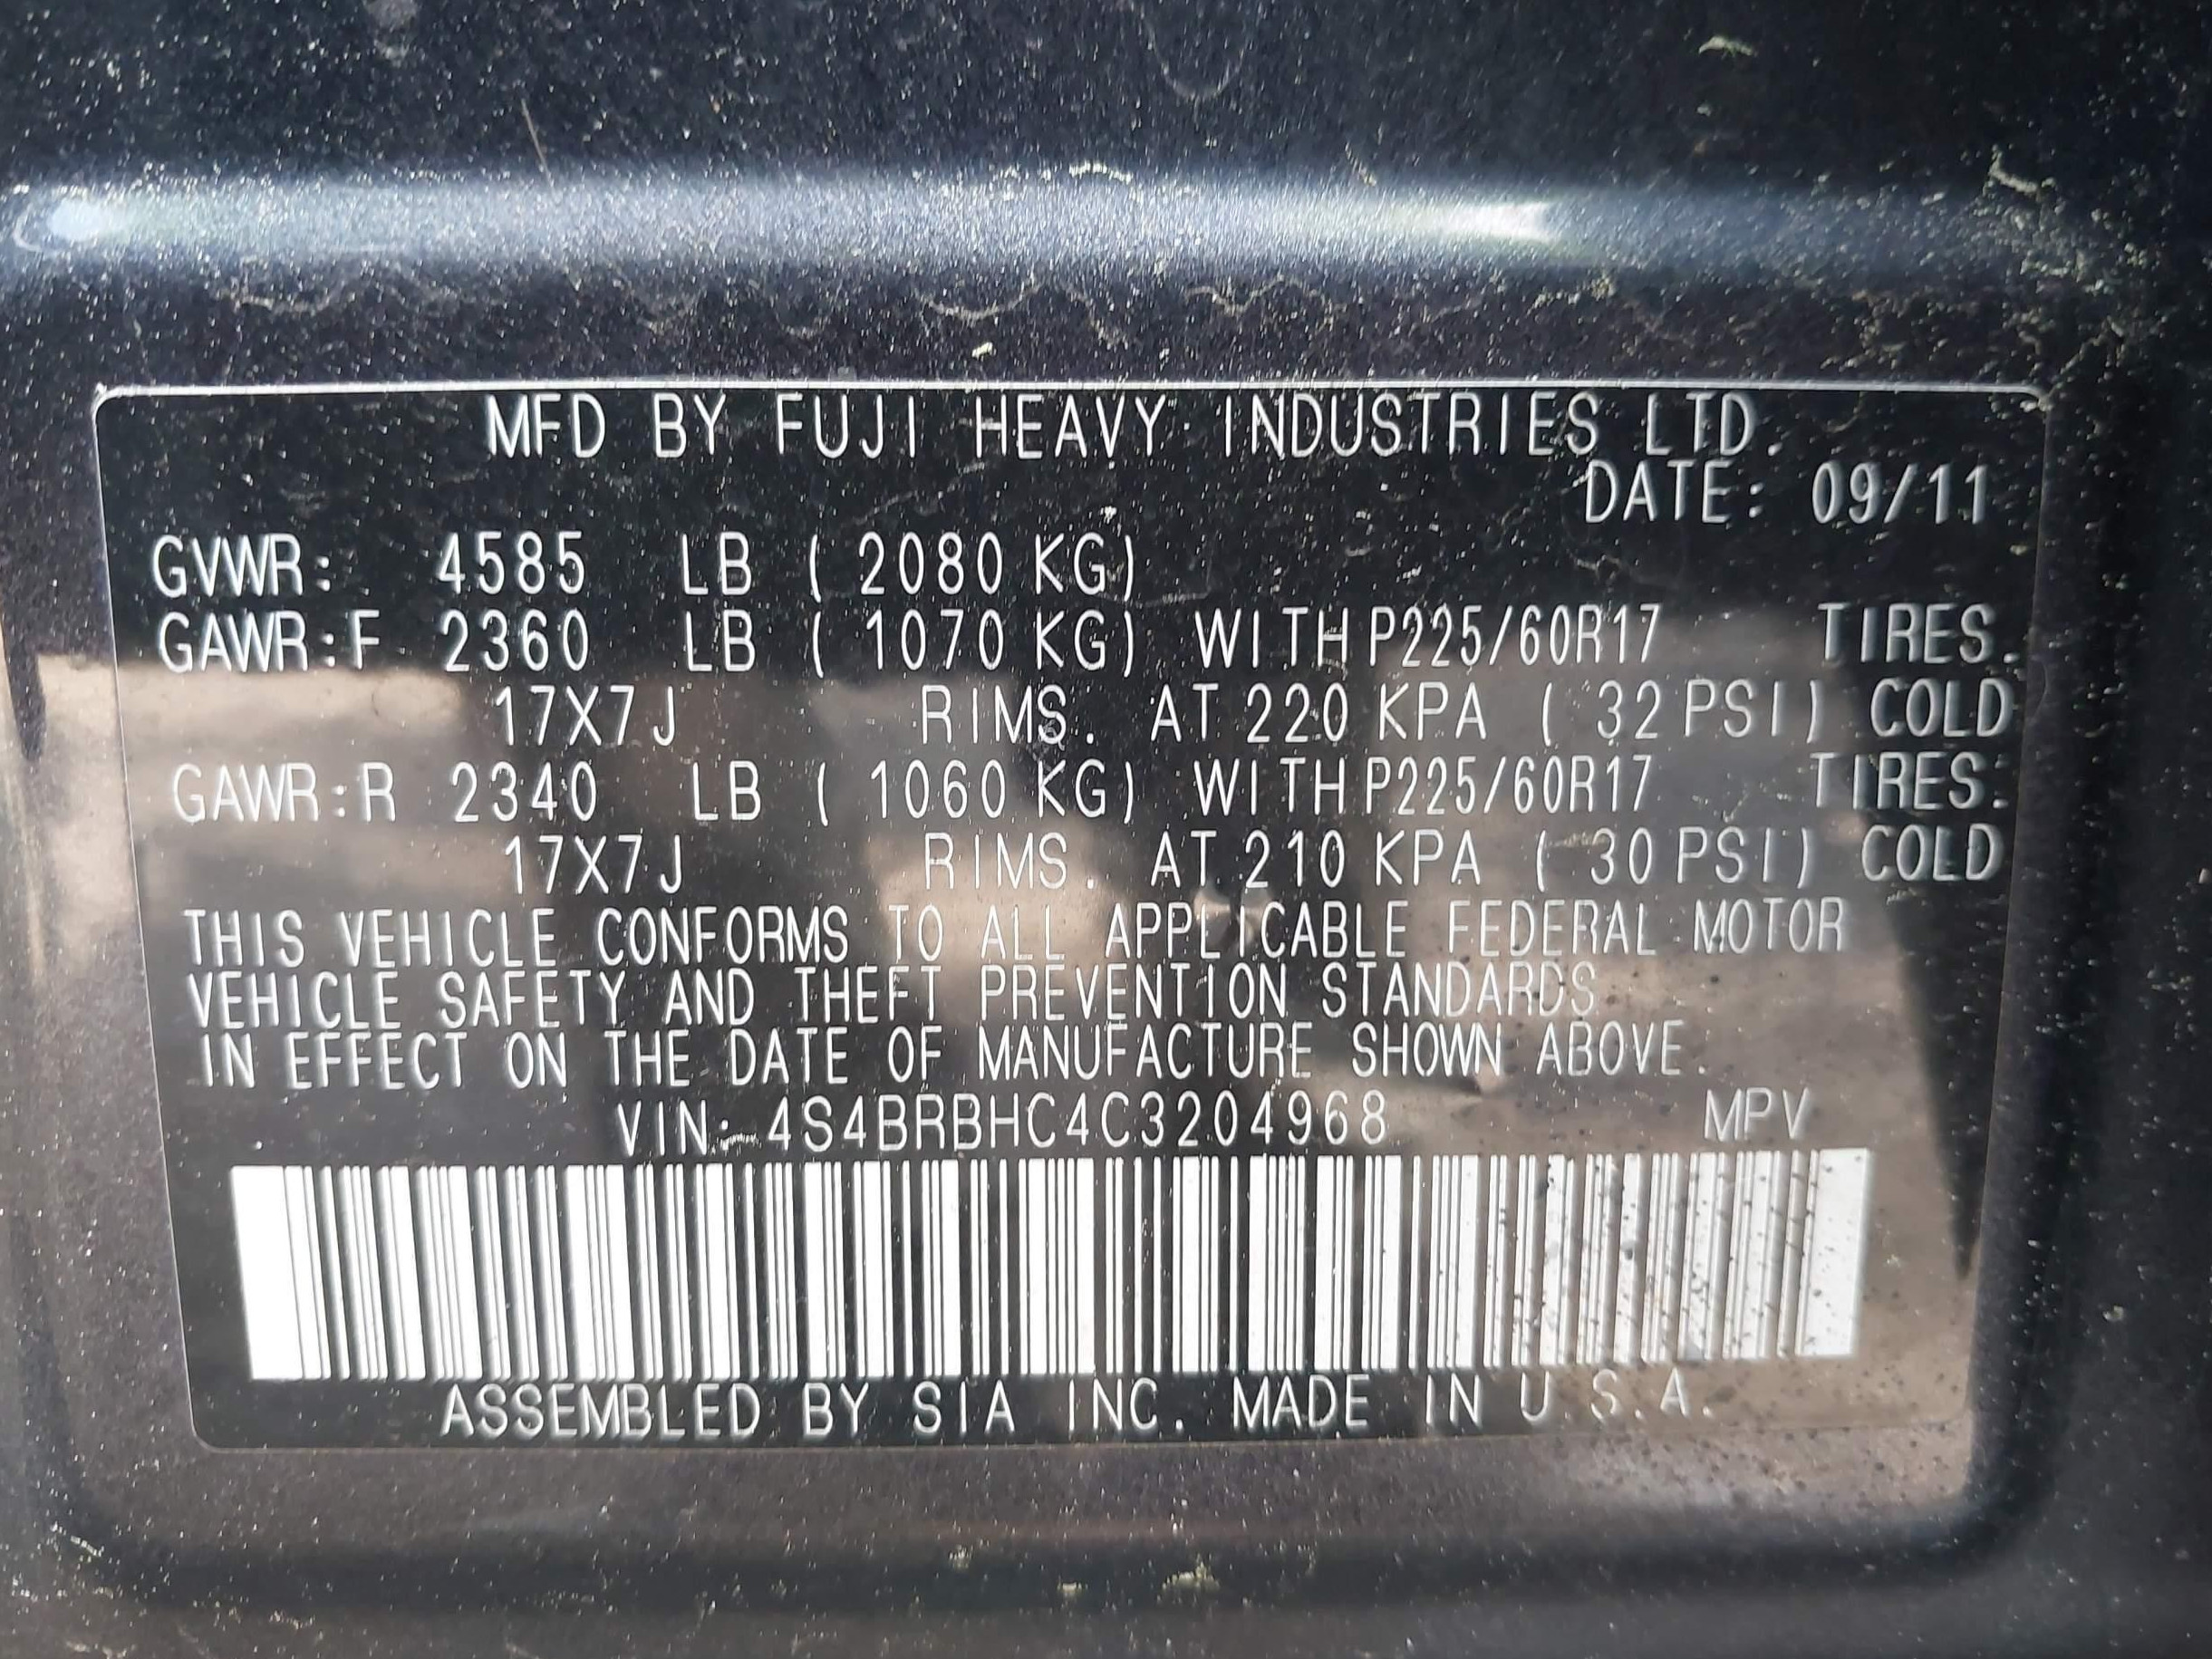 MFD BY FUJI HEAVY INDUSTRIES LTD.
DATE: 09/11
GVWR: 4585 LB ( 2080 KG)
GAWR:F 2360 LB ( 1070 KG) WITH P225/60R17 TIRES.
17X7J RIMS. AT 220 KPA ( 32 PSI) COLD
GAWR:R 2340 LB ( 1060 KG) WITH P225/60R17 TIRES.
17X7J RIMS. AT 210 KPA ( 30 PSI) COLD
THIS VEHICLE CONFORMS TO ALL APPLICABLE FEDERAL MOTOR
VEHICLE SAFETY AND THEFT PREVENTION STANDARDS
IN EFFECT ON THE DATE OF MANUFACTURE SHOWN ABOVE.
VIN: 4S4BRBHC4C3204968 MPV
ASSEMBLED BY SIA INC. MADE IN U.S.A.